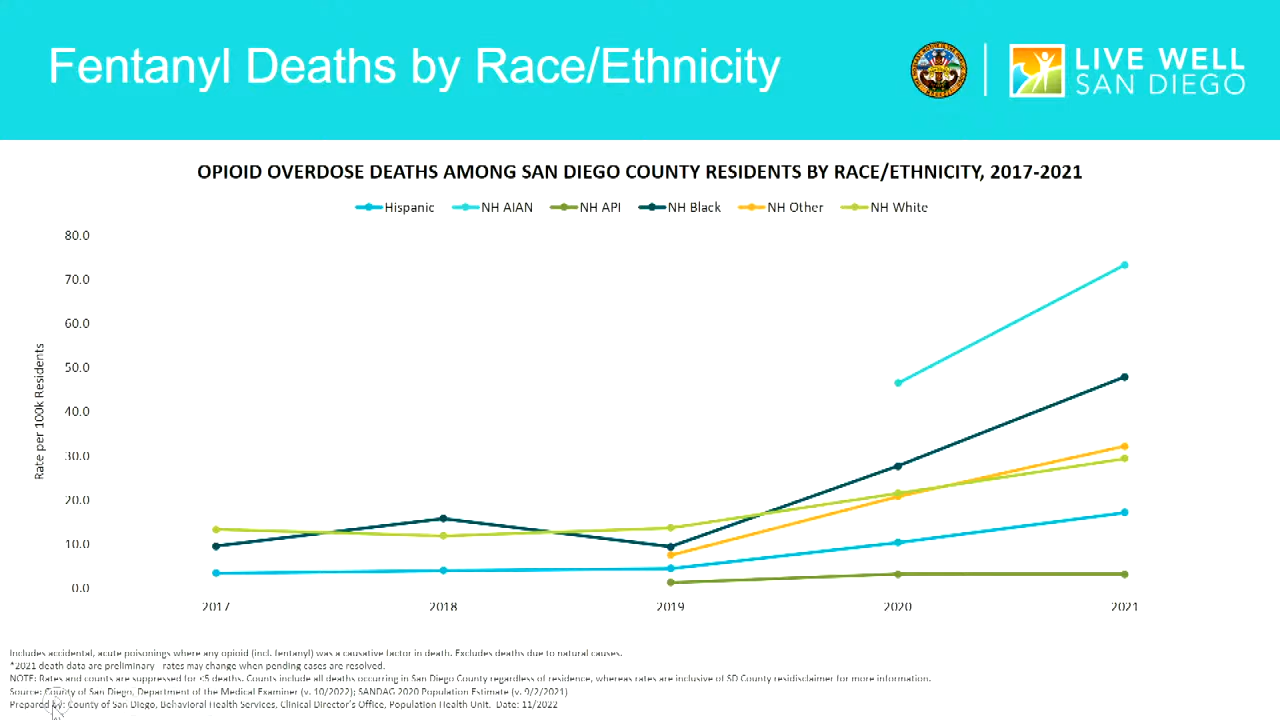 Fentanyl Deaths by Race/Ethnicity
LIVE WELL
SAN DIEGO
OPIOID OVERDOSE DEATHS AMONG SAN DIEGO COUNTY RESIDENTS BY RACE/ETHNICITY, 2017-2021
Hispanic NH AIAN NH API NH Black NH Other NH White
80.0
70.0
60.0
50.0
40.0
30.0
20.0
10.0
0.0
Rate per 100k Residents
2017 2018 2019 2020 2021
Includes accidental, acute poisonings where any opioid (incl. fentanyl) was a causative factor in death. Excludes deaths due to natural causes.
*2021 death data are preliminary - rates may change when pending cases are resolved.
NOTE: Rates and counts are suppressed for <5 deaths. Counts include all deaths occurring in San Diego County regardless of residence, whereas rates are inclusive of SD County residisclaimer for more information.
Source: County of San Diego, Department of the Medical Examiner (v. 10/2022); SANDAG 2020 Population Estimate (v. 9/2/2021)
Prepared by: County of San Diego, Behavioral Health Services, Clinical Director's Office, Population Health Unit. Date: 11/2022